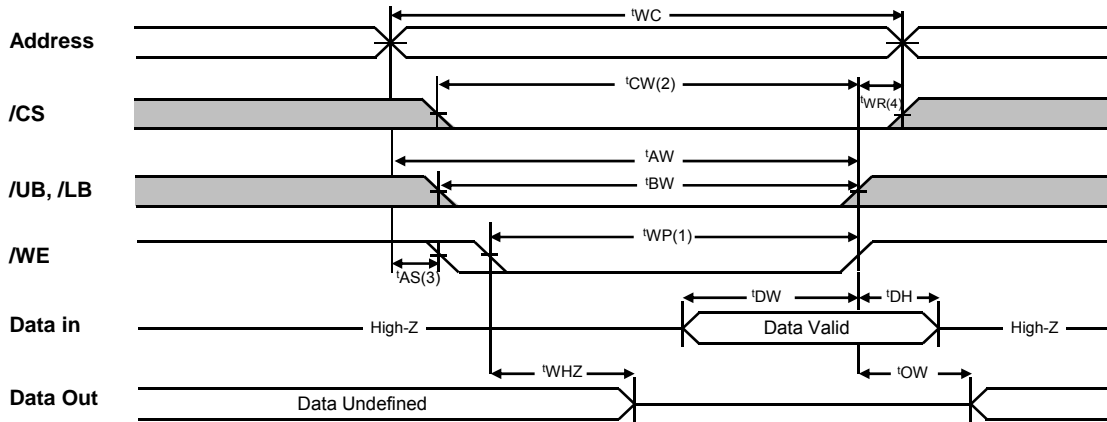 tWC
Address
tCW(2)
tWR(4)
/CS
tAW
/UB, /LB
tBW
tWP(1)
/WE
tAS(3)
tDW
tDH
Data in
High-Z
Data Valid
High-Z
tWHZ
tOW
Data Out
Data Undefined